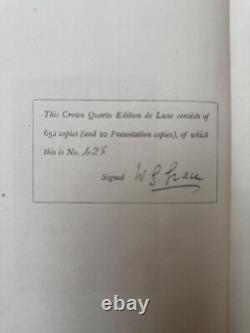 This Crown Quarto Edition de Luxe consists of
652 copies (and 10 Presentation copies), of which
this is No. 428
Signed W. G. Grace